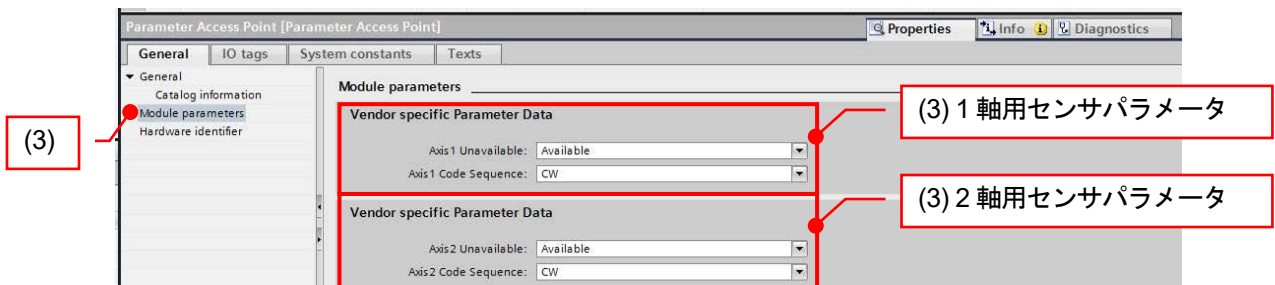 Parameter Access Point [Parameter Access Point]
Properties Info Diagnostics
General IO tags System constants Texts
General
Catalog information
Module parameters
Hardware identifier
(3)
Module parameters
Vendor specific Parameter Data
Axis1 Unavailable: Available
Axis1 Code Sequence: CW
(3) 1 軸用センサパラメータ
Vendor specific Parameter Data
Axis2 Unavailable: Available
Axis2 Code Sequence: CW
(3) 2 軸用センサパラメータ